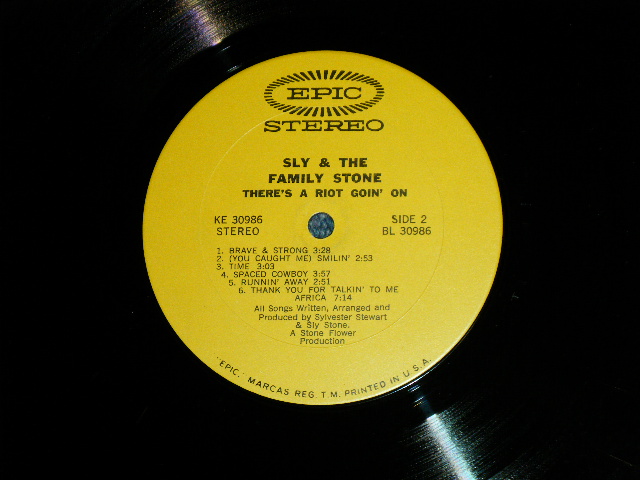 EPIC
STEREO
SLY & THE
FAMILY STONE
THERE'S A RIOT GOIN' ON
KE 30986 SIDE 2
STEREO BL 30986
1. BRAVE & STRONG 3:28
2. (YOU CAUGHT ME) SMILIN' 2:53
3. TIME 3:03
4. SPACED COWBOY 3:57
5. RUNNIN' AWAY 2:51
6. THANK YOU FOR TALKIN' TO ME
AFRICA 7:14
All Songs Written, Arranged and
Produced by Sylvester Stewart
& Sly Stone.
A Stone Flower
Production
"EPIC," MARCAS REG. T.M. PRINTED IN U.S.A.